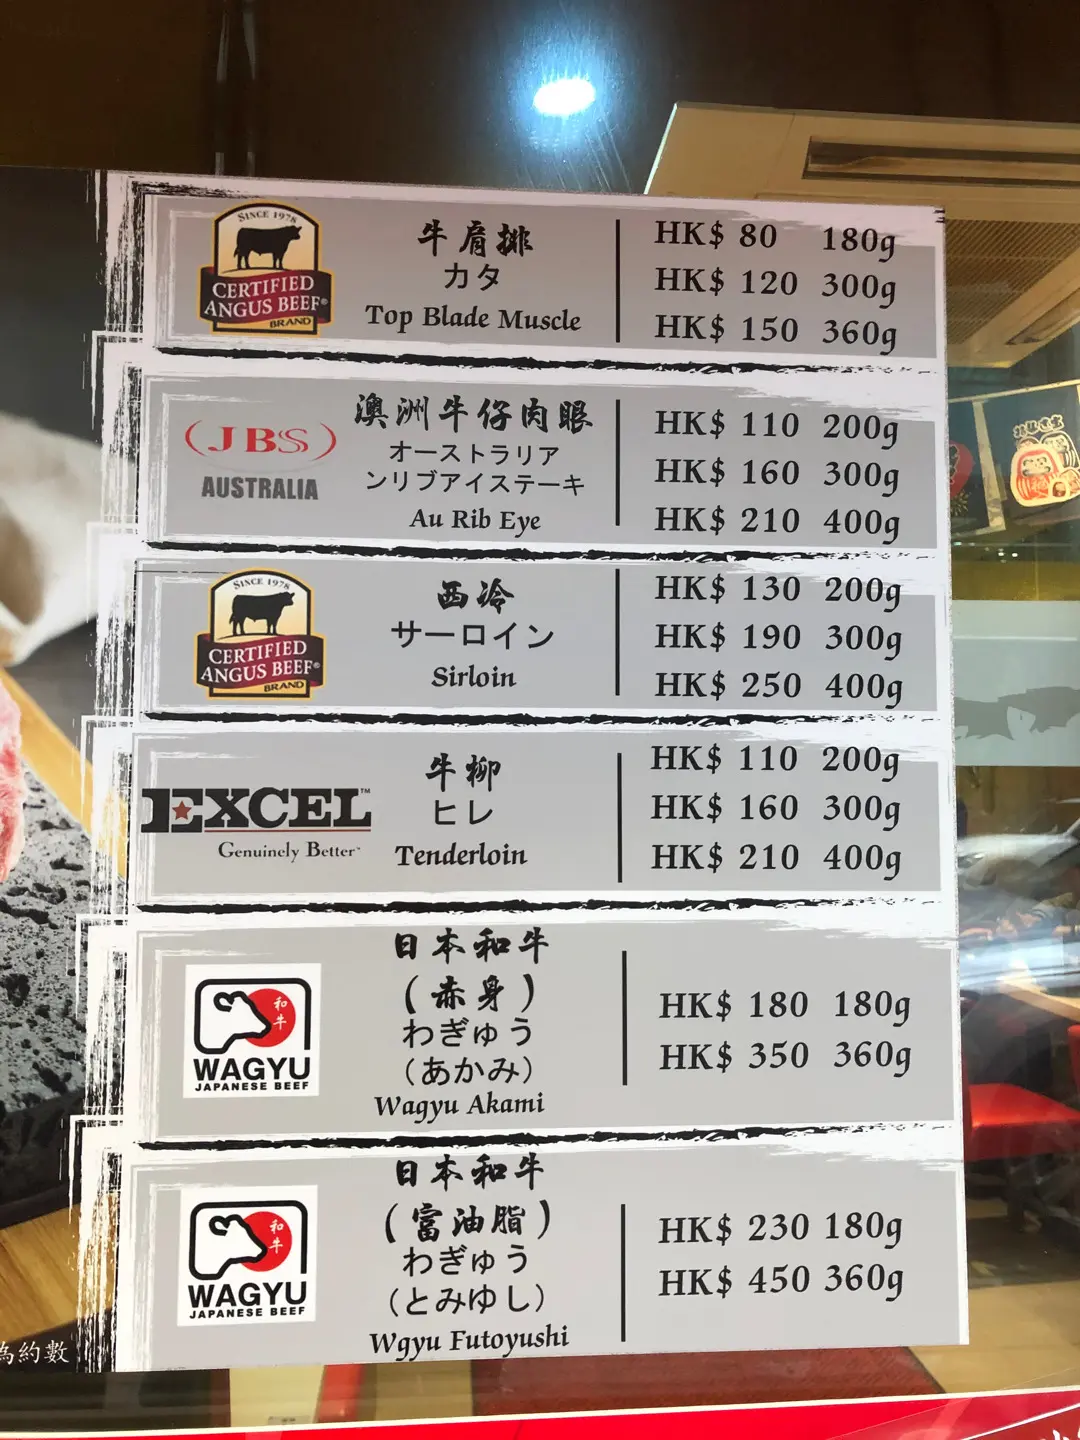 SINCE 1978
CERTIFIED
ANGUS BEEF®
BRAND
牛肩排
カタ
Top Blade Muscle
HK$ 80 180g
HK$ 120 300g
HK$ 150 360g
JBS
AUSTRALIA
澳洲牛仔肉眼
オーストラリア
ンリブアイステーキ
Au Rib Eye
HK$ 110 200g
HK$ 160 300g
HK$ 210 400g
SINCE 1978
CERTIFIED
ANGUS BEEF®
BRAND
西冷
サーロイン
Sirloin
HK$ 130 200g
HK$ 190 300g
HK$ 250 400g
EXCEL™
Genuinely Better
牛柳
ヒレ
Tenderloin
HK$ 110 200g
HK$ 160 300g
HK$ 210 400g
和牛
WAGYU
JAPANESE BEEF
日本和牛
(赤身)
わぎゅう
(あかみ)
Wagyu Akami
HK$ 180 180g
HK$ 350 360g
和牛
WAGYU
JAPANESE BEEF
日本和牛
(富油脂)
わぎゅう
(とみゆし)
Wgyu Futoyushi
HK$ 230 180g
HK$ 450 360g
為約數